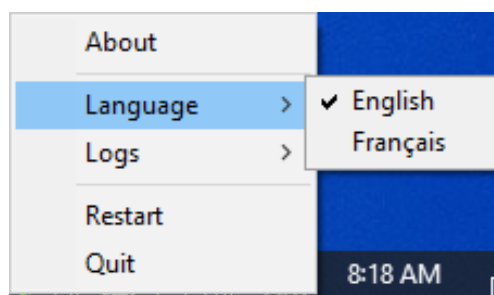 About
Language
English
Français
Logs
Restart
Quit
8:18 AM